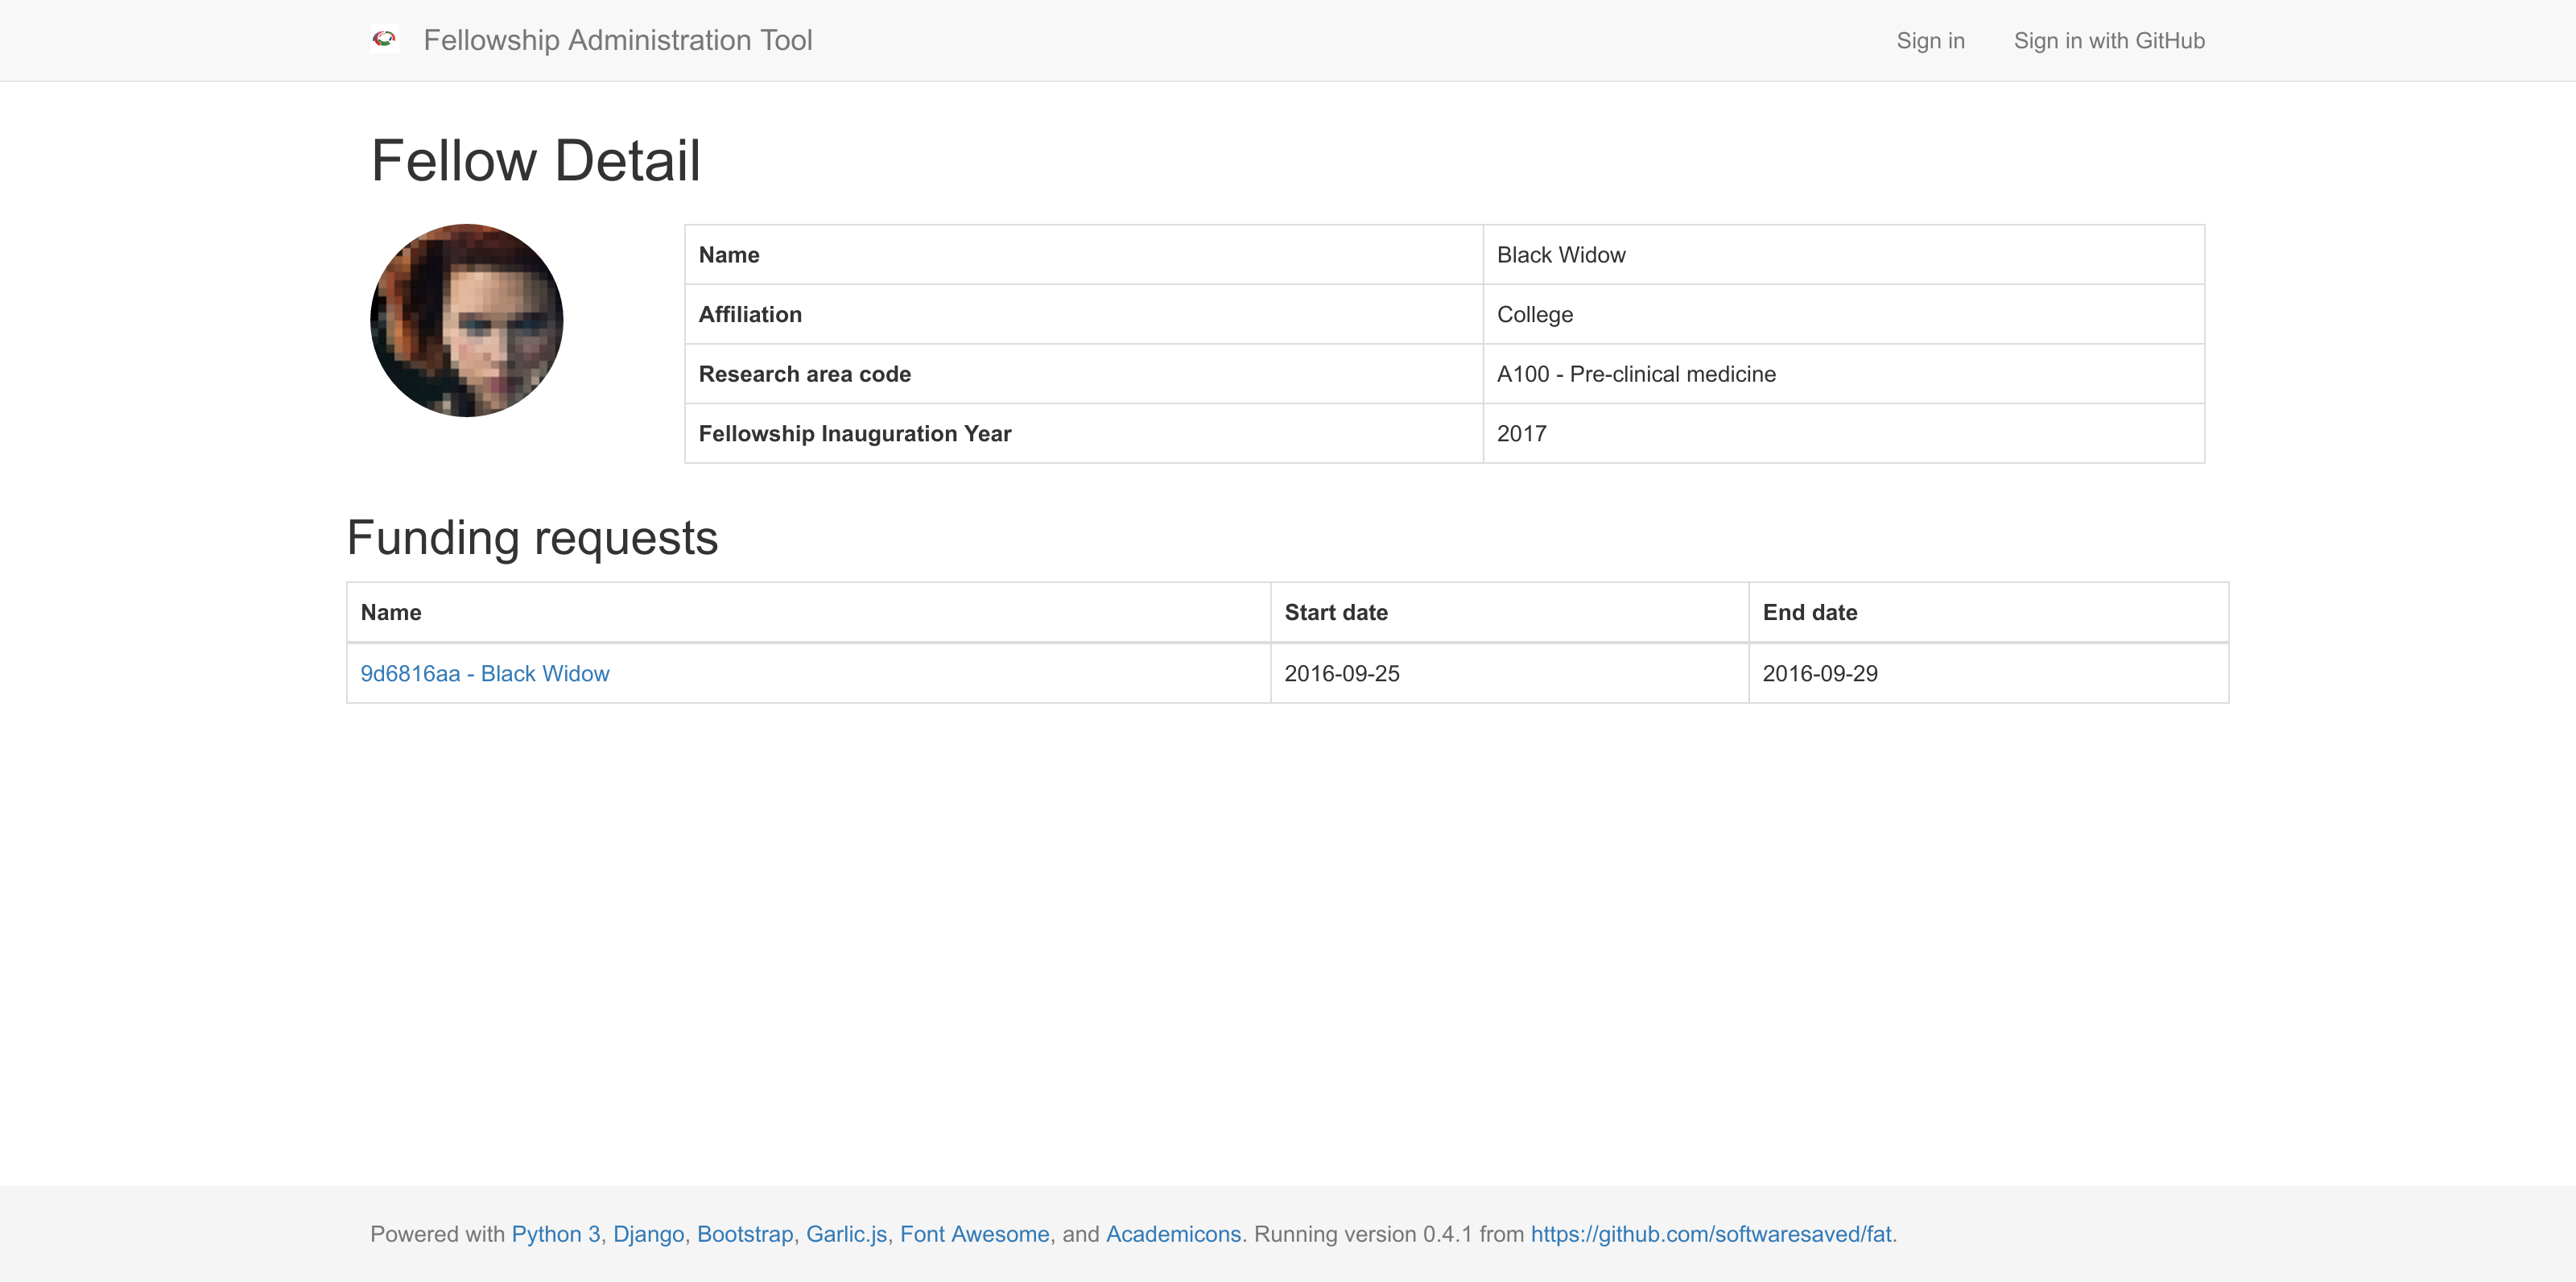 Fellowship Administration Tool
Sign in
Sign in with GitHub
Fellow Detail
Name Black Widow
Affiliation College
Research area code A100 - Pre-clinical medicine
Fellowship Inauguration Year 2017
Funding requests
Name Start date End date
9d6816aa - Black Widow 2016-09-25 2016-09-29
Powered with Python 3, Django, Bootstrap, Garlic.js, Font Awesome, and Academicons. Running version 0.4.1 from https://github.com/softwaresaved/fat.